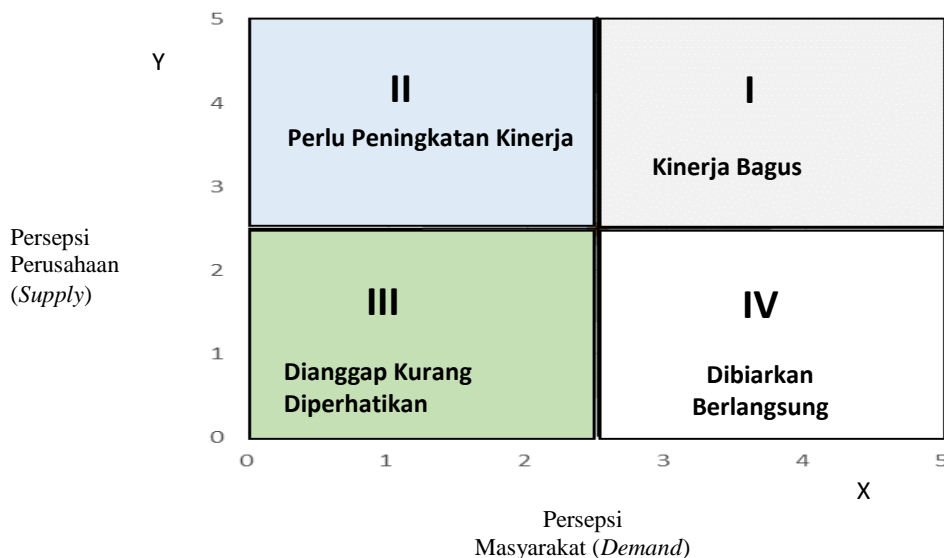 5
Y
4
II
I
Perlu Peningkatan Kinerja
Kinerja Bagus
3
Persepsi
Perusahaan
(Supply)
2
III
IV
1
Dianggap Kurang
Diperhatikan
Dibiarkan
Berlangsung
0
0 1 2 3 4 5
X
Persepsi
Masyarakat (Demand)